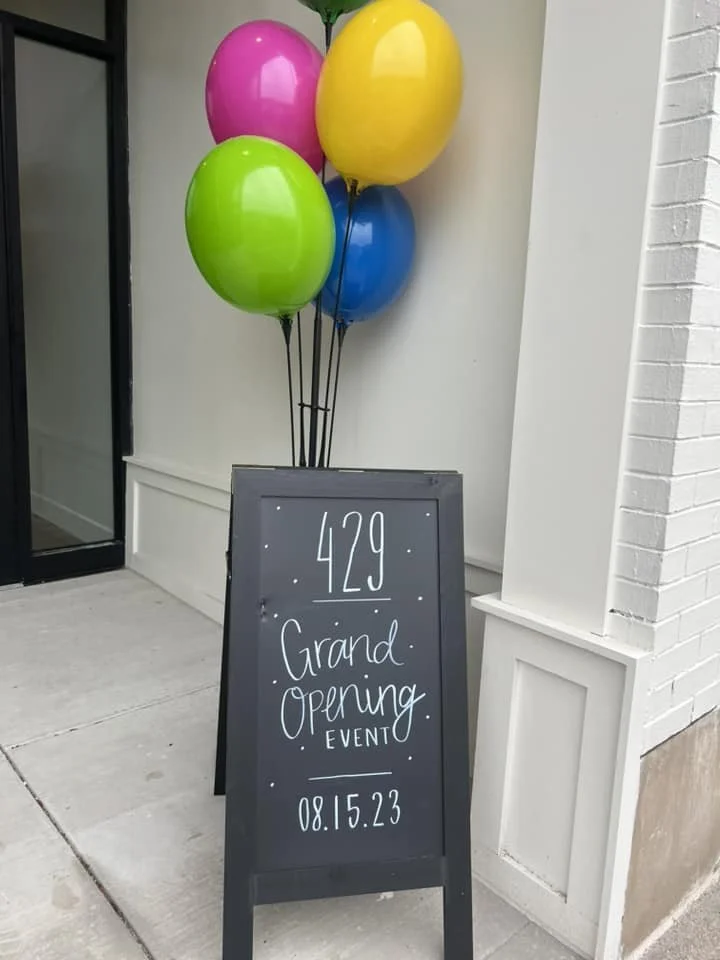 429
Grand
Opening
EVENT
08.15.23